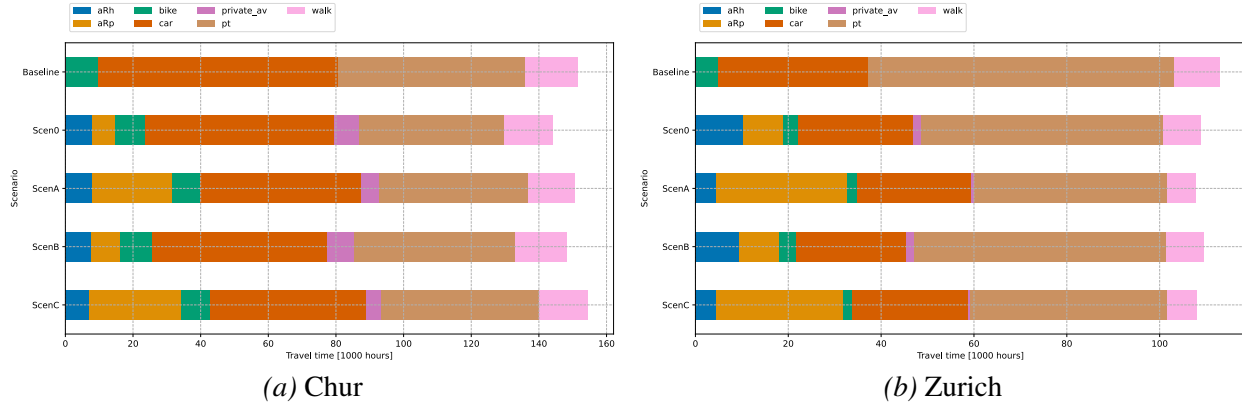 aRh bike private_av walk
aRp car pt
Scenario
Baseline
Scen0
ScenA
ScenB
ScenC
0 20 40 60 80 100 120 140 160
Travel time [1000 hours]
(a) Chur
aRh bike private_av walk
aRp car pt
Scenario
Baseline
Scen0
ScenA
ScenB
ScenC
0 20 40 60 80 100
Travel time [1000 hours]
(b) Zurich